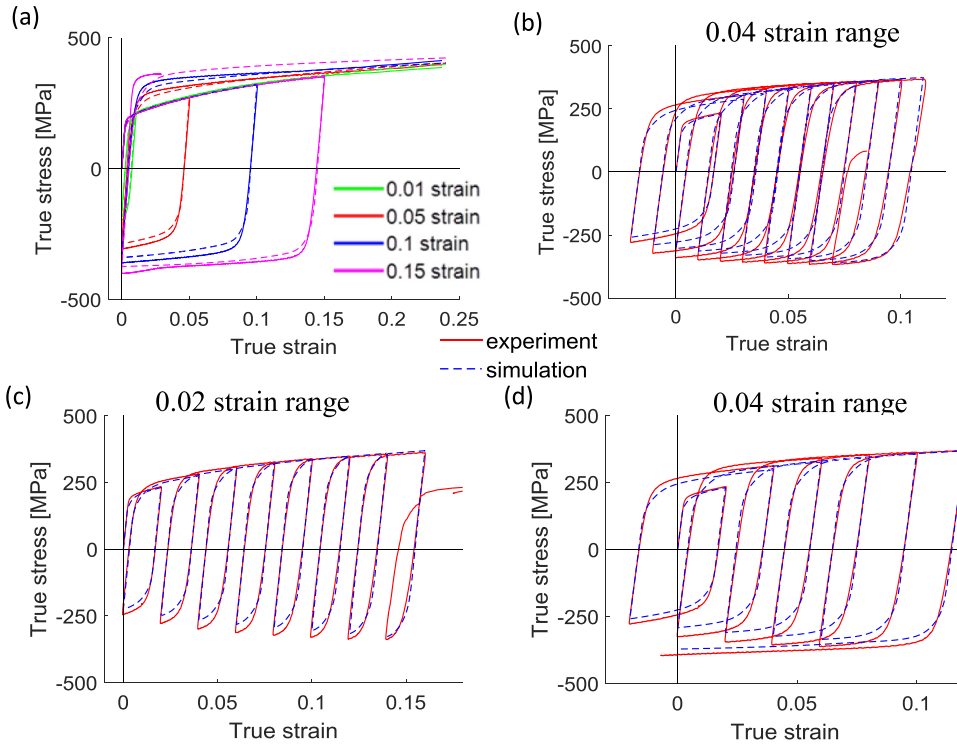 (a)
True stress [MPa]
500
0
-500
0.01 strain
0.05 strain
0.1 strain
0.15 strain
0 0.05 0.1 0.15 0.2 0.25
True strain
(b)
0.04 strain range
True stress [MPa]
500
250
0
-250
-500
0 0.05 0.1
True strain
experiment
simulation
(c)
0.02 strain range
True stress [MPa]
500
250
0
-250
-500
0 0.05 0.1 0.15
True strain
(d)
0.04 strain range
True stress [MPa]
500
250
0
-250
-500
0 0.05 0.1
True strain